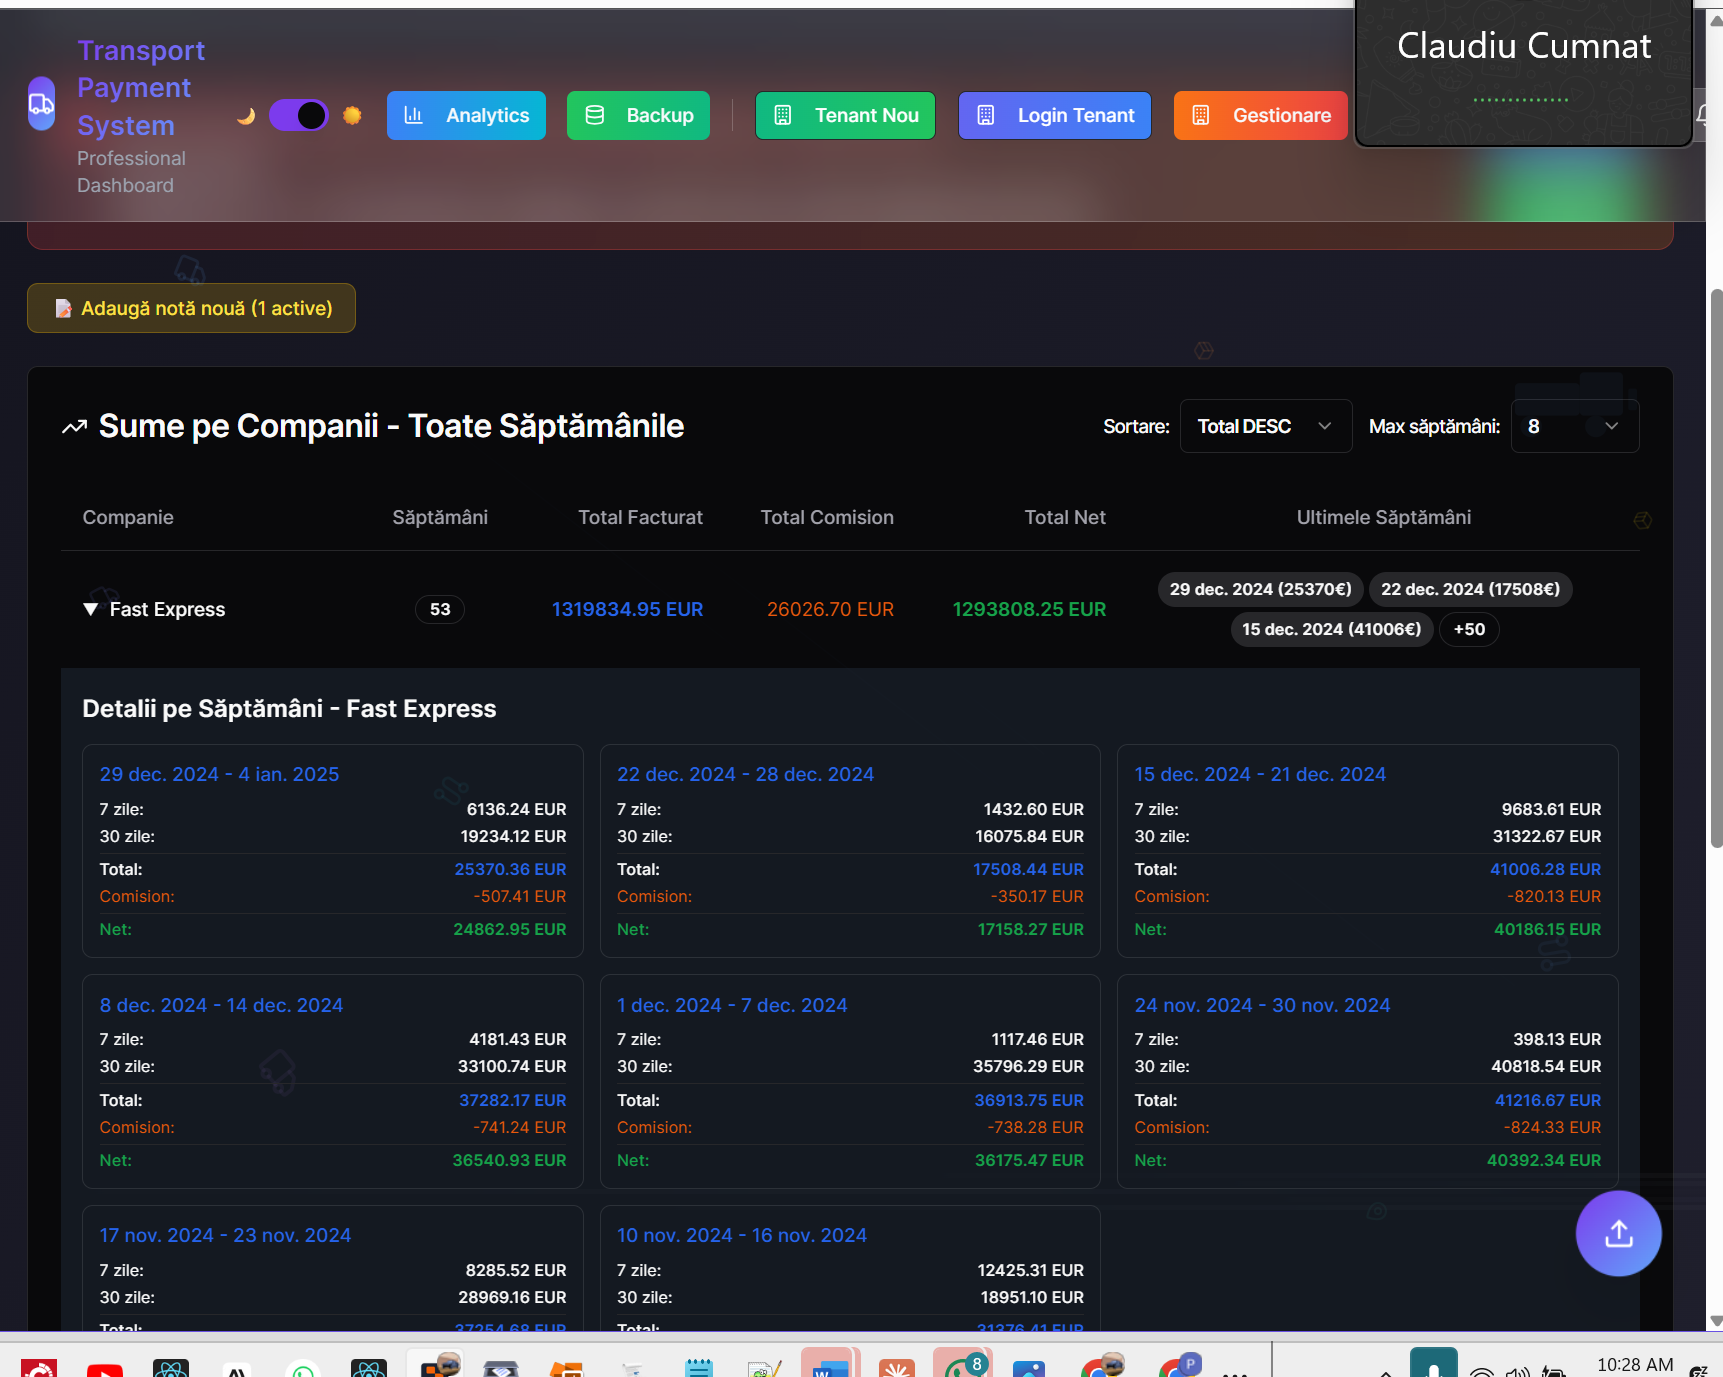 Claudiu Cumnat
Transport
Payment
System
Professional
Dashboard
Analytics
Backup
Tenant Nou
Login Tenant
Gestionare
Adaugă notă nouă (1 active)
Sume pe Companii - Toate Săptămânile
Sortare: Total DESC Max săptămâni: 8
Companie Săptămâni Total Facturat Total Comision Total Net Ultimele Săptămâni
▼ Fast Express 53 1319834.95 EUR 26026.70 EUR 1293808.25 EUR
29 dec. 2024 (25370€) 22 dec. 2024 (17508€)
15 dec. 2024 (41006€) +50
Detalii pe Săptămâni - Fast Express
29 dec. 2024 - 4 ian. 2025
7 zile: 6136.24 EUR
30 zile: 19234.12 EUR
Total: 25370.36 EUR
Comision: -507.41 EUR
Net: 24862.95 EUR
22 dec. 2024 - 28 dec. 2024
7 zile: 1432.60 EUR
30 zile: 16075.84 EUR
Total: 17508.44 EUR
Comision: -350.17 EUR
Net: 17158.27 EUR
15 dec. 2024 - 21 dec. 2024
7 zile: 9683.61 EUR
30 zile: 31322.67 EUR
Total: 41006.28 EUR
Comision: -820.13 EUR
Net: 40186.15 EUR
8 dec. 2024 - 14 dec. 2024
7 zile: 4181.43 EUR
30 zile: 33100.74 EUR
Total: 37282.17 EUR
Comision: -741.24 EUR
Net: 36540.93 EUR
1 dec. 2024 - 7 dec. 2024
7 zile: 1117.46 EUR
30 zile: 35796.29 EUR
Total: 36913.75 EUR
Comision: -738.28 EUR
Net: 36175.47 EUR
24 nov. 2024 - 30 nov. 2024
7 zile: 398.13 EUR
30 zile: 40818.54 EUR
Total: 41216.67 EUR
Comision: -824.33 EUR
Net: 40392.34 EUR
17 nov. 2024 - 23 nov. 2024
7 zile: 8285.52 EUR
30 zile: 28969.16 EUR
Total: 37254.68 EUR
10 nov. 2024 - 16 nov. 2024
7 zile: 12425.31 EUR
30 zile: 18951.10 EUR
Total: 31376.41 EUR
8
P
10:28 AM